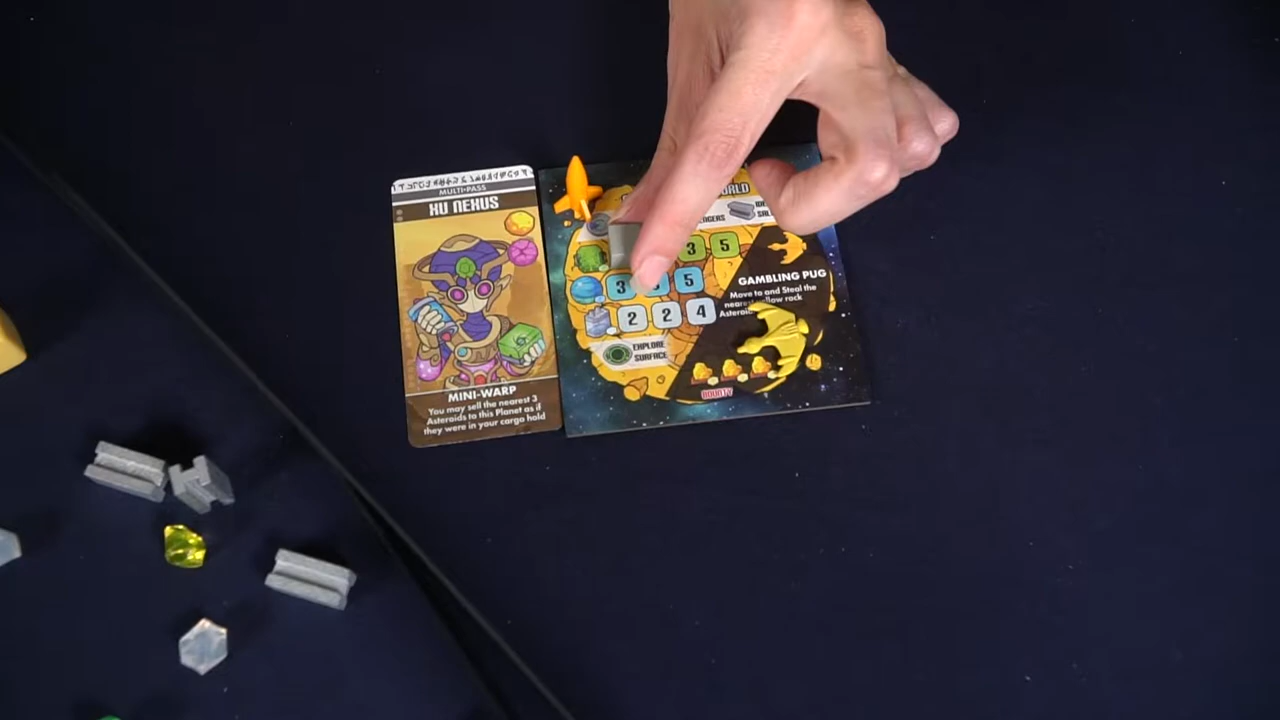 MULTI-PASS
XU NEXUS
MINI-WARP
You may sell the nearest 3
Asteroids to this Planet as if
they were in your cargo hold
3 5
3 5
2 2 4
EXPLORE
SURFACE
GAMBLING PUG
Move to and Steal the
rock
BOUNTY